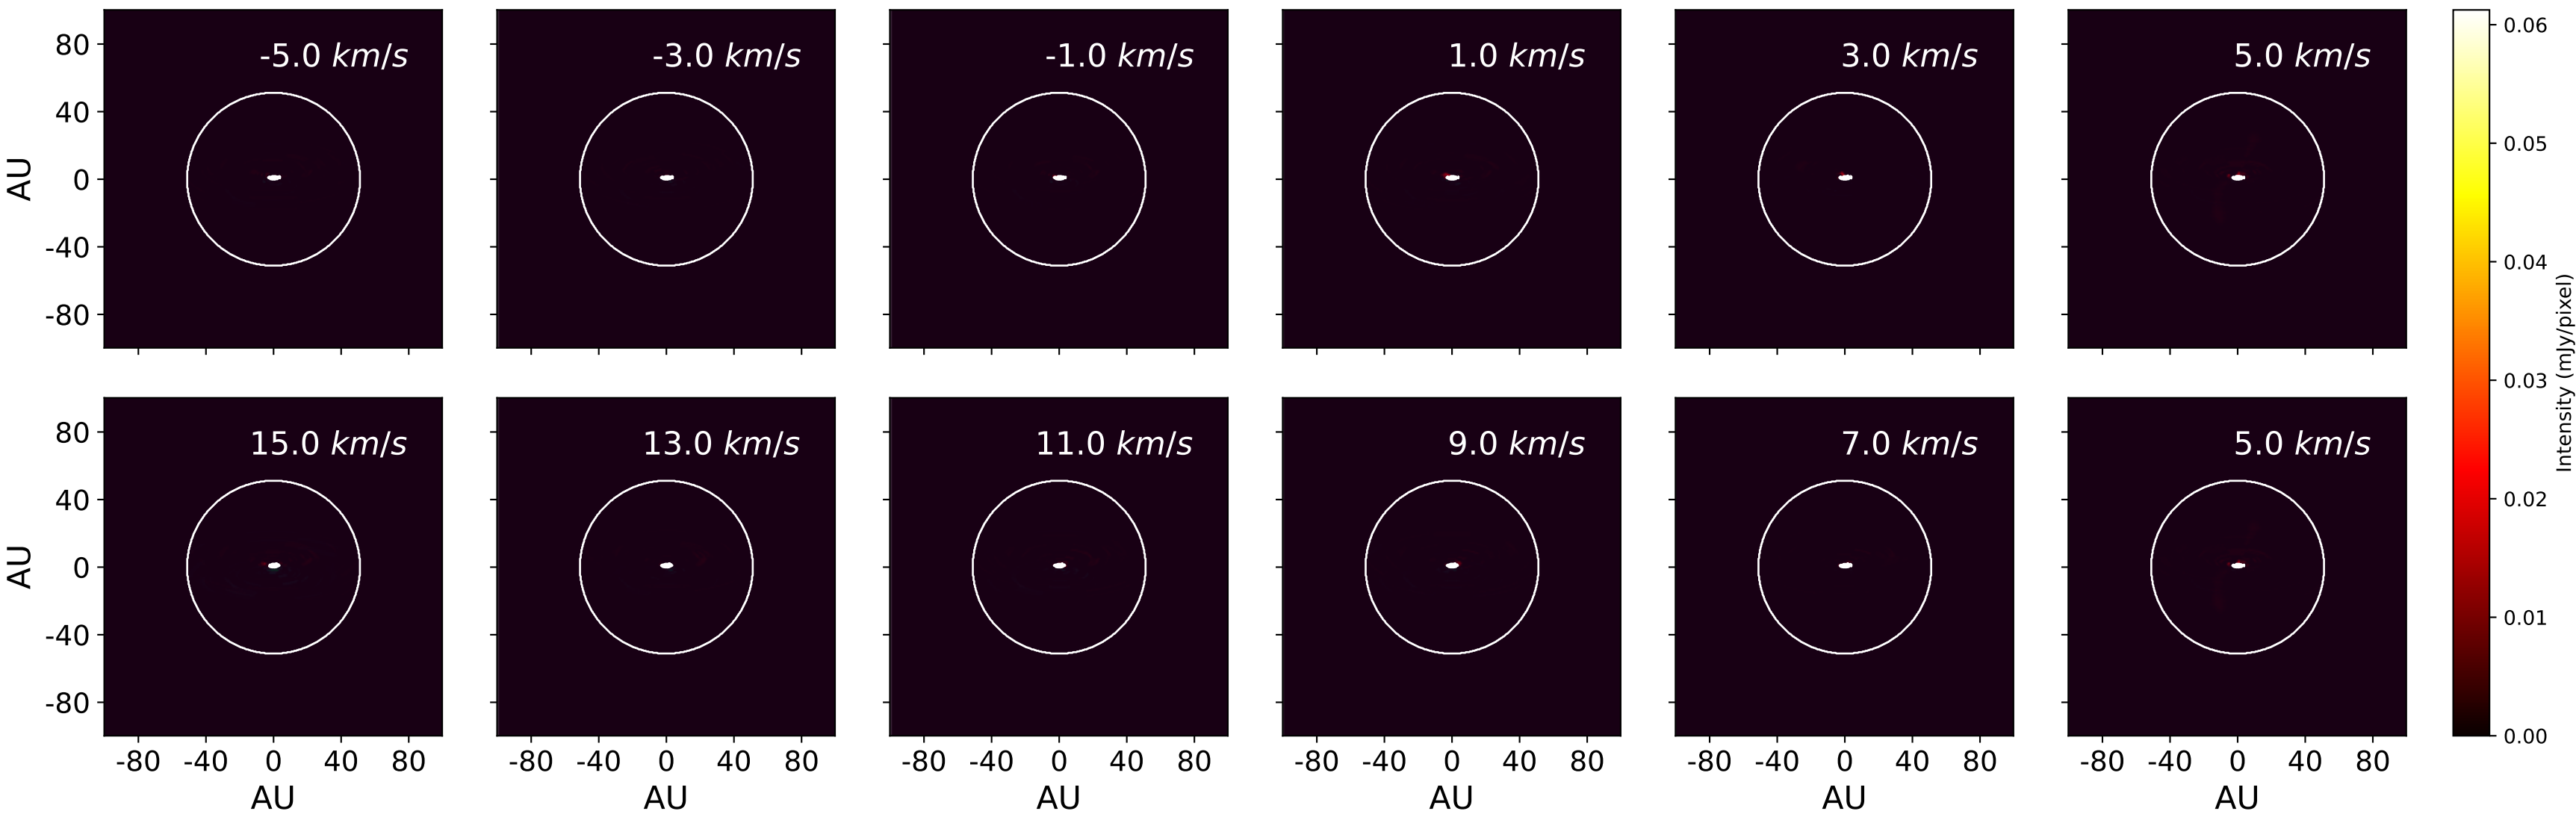 -5.0 km/s
-3.0 km/s
-1.0 km/s
1.0 km/s
3.0 km/s
5.0 km/s
80
40
0
-40
-80
AU
15.0 km/s
13.0 km/s
11.0 km/s
9.0 km/s
7.0 km/s
5.0 km/s
80
40
0
-40
-80
AU
-80 -40 0 40 80
-80 -40 0 40 80
-80 -40 0 40 80
-80 -40 0 40 80
-80 -40 0 40 80
-80 -40 0 40 80
AU
AU
AU
AU
AU
AU
0.06
0.05
0.04
0.03
0.02
0.01
0.00
Intensity (mJy/pixel)